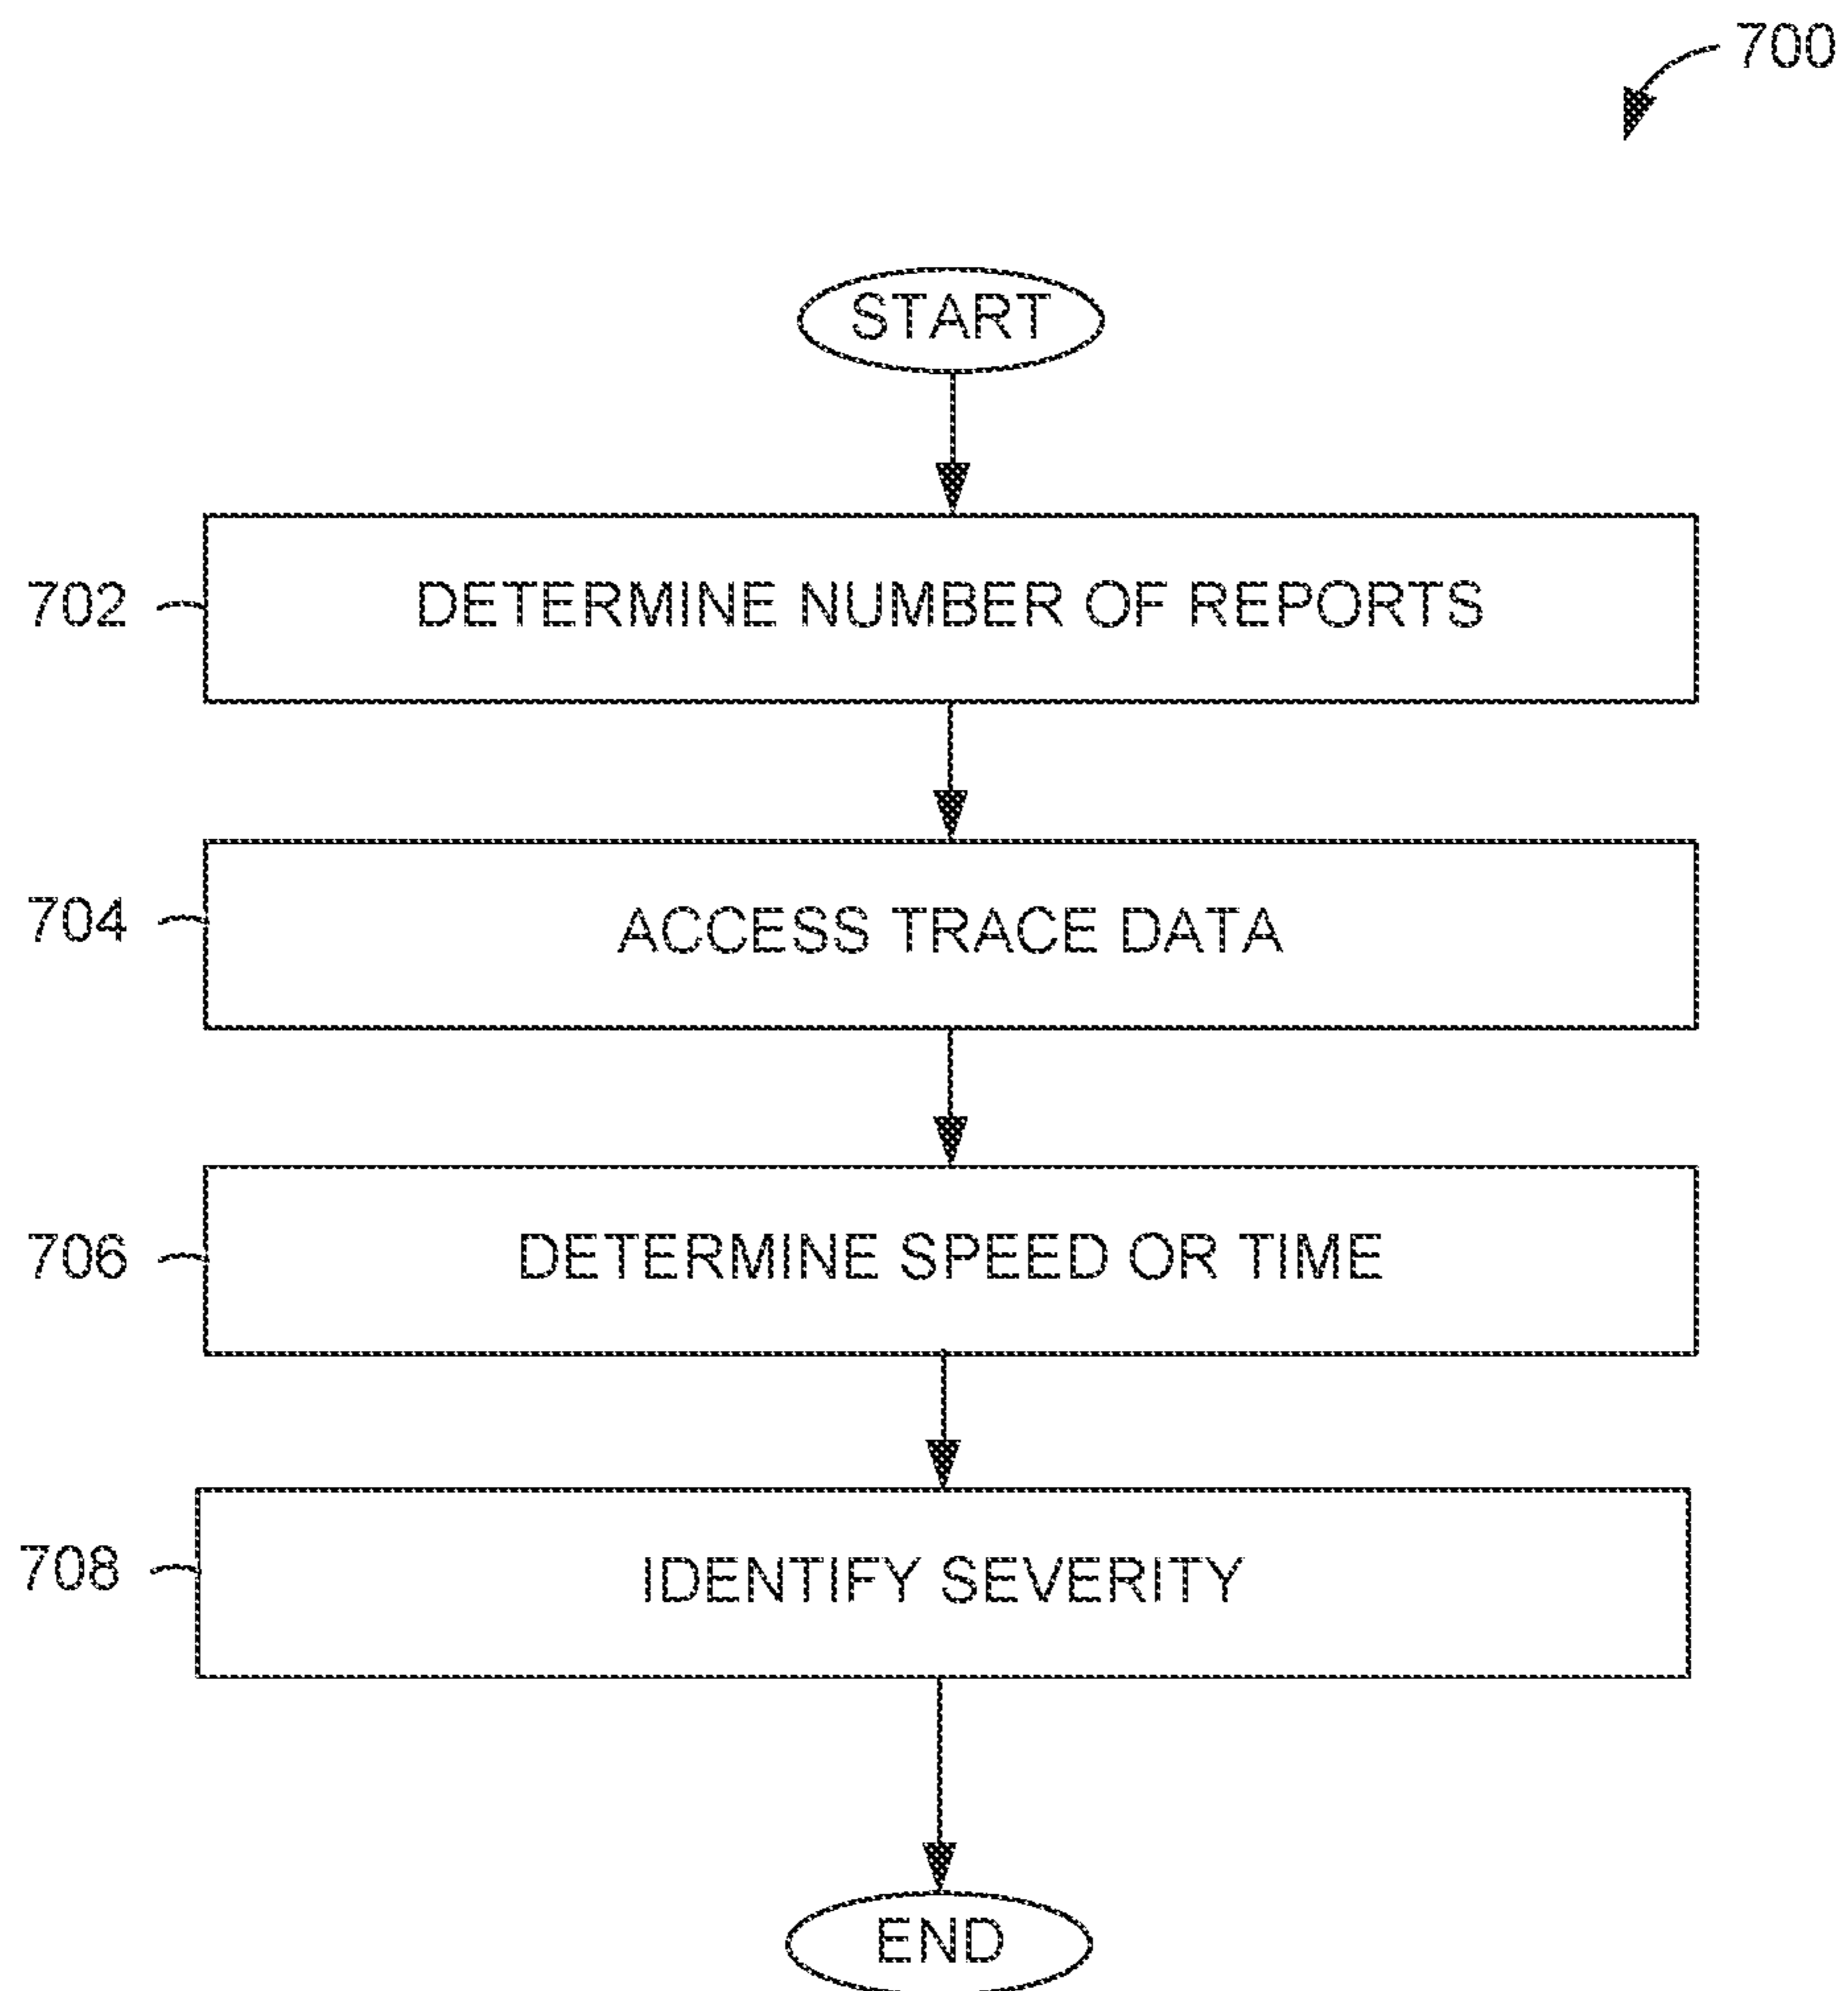 700
START
702 DETERMINE NUMBER OF REPORTS
704 ACCESS TRACE DATA
706 DETERMINE SPEED OR TIME
708 IDENTIFY SEVERITY
END